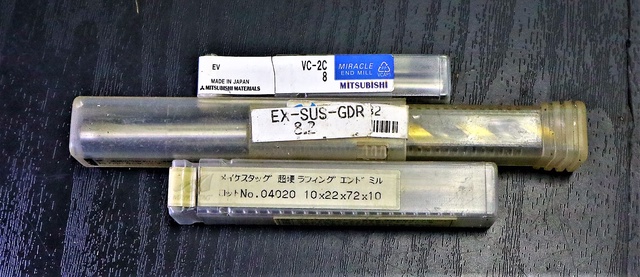 EV
VC-2C
8
MIRACLE
END MILL
MADE IN JAPAN
MITSUBISHI MATERIALS
MITSUBISHI
EX-SUS-GDR
8.2
メイケスタッグ 超硬 ラフィング エンドミル
ロットNo.04020 10x22x72x10